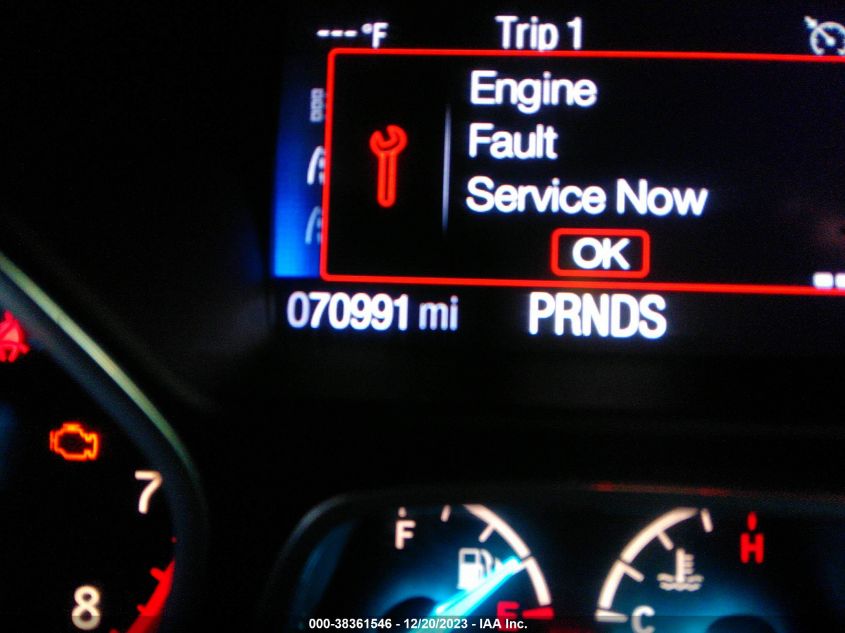 ---°F Trip 1
Engine
Fault
Service Now
OK
070991 mi PRNDS
7
8
F
E
H
C
000-38361546 - 12/20/2023 - IAA Inc.